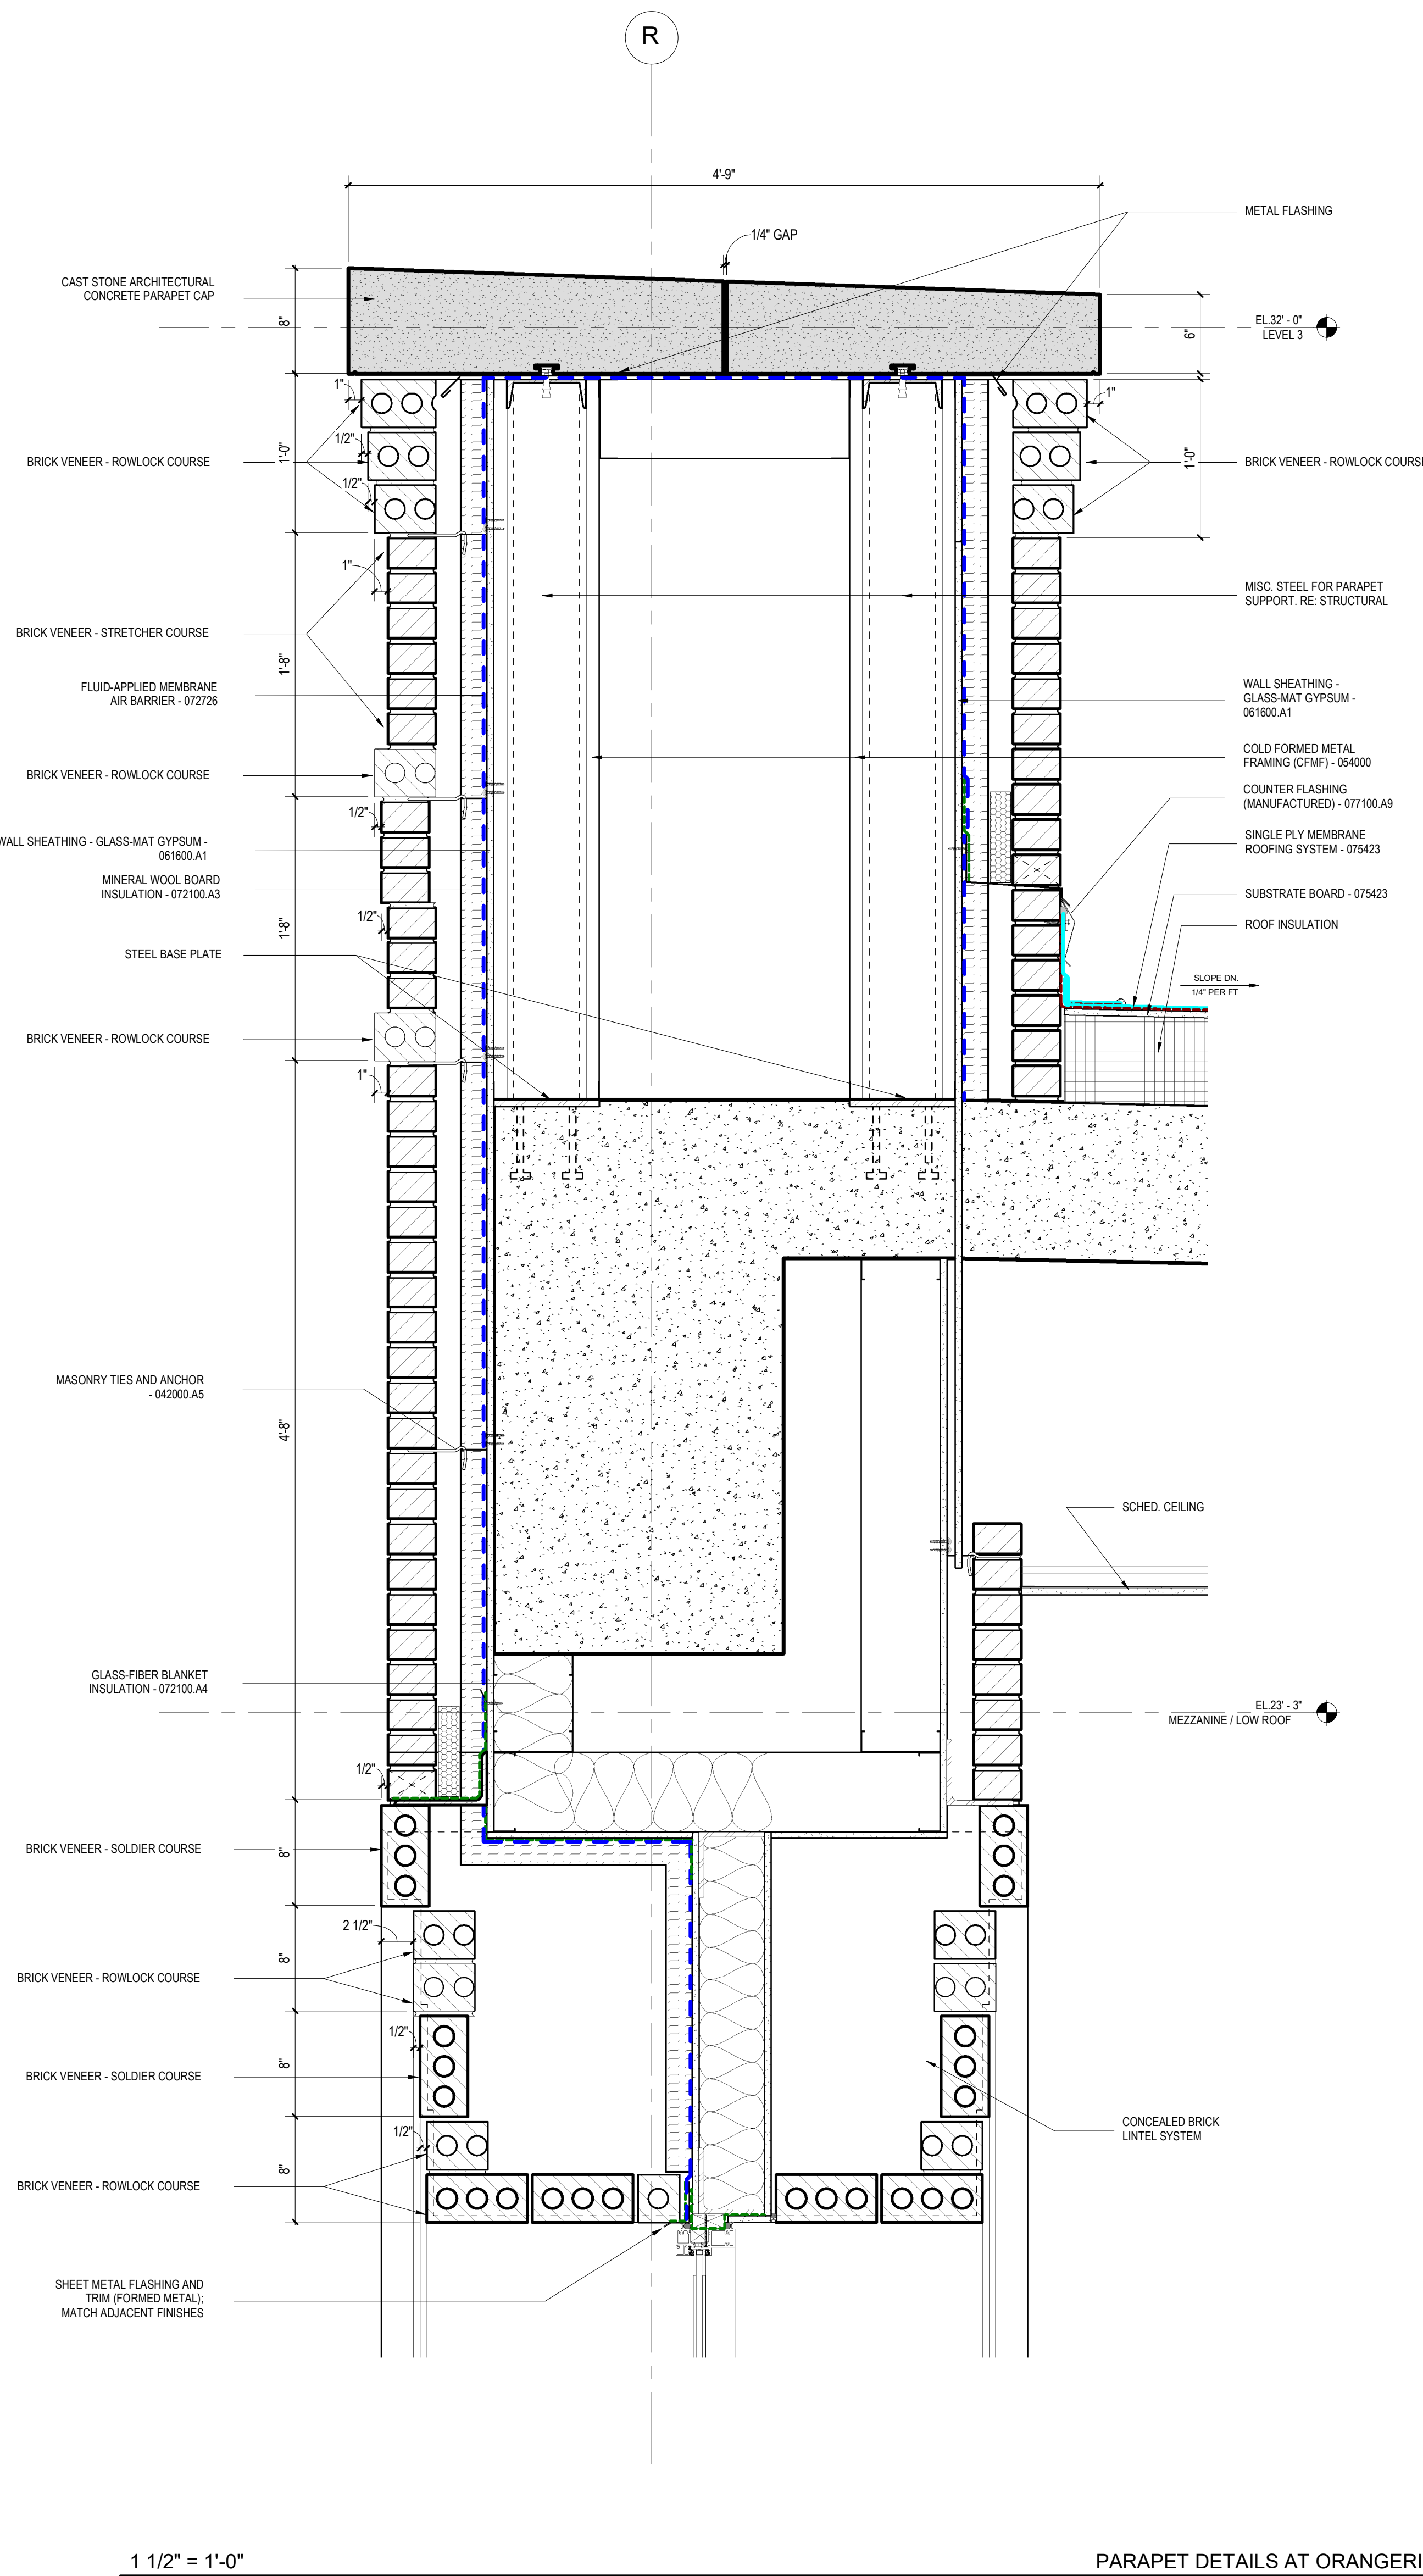 R
4'-9"
METAL FLASHING
1/4" GAP
CAST STONE ARCHITECTURAL
CONCRETE PARAPET CAP
8"
6"
EL.32' - 0"
LEVEL 3
1"
1"
1/2"
1'-0"
1'-0"
BRICK VENEER - ROWLOCK COURSE
BRICK VENEER - ROWLOCK COURSE
1/2"
1"
MISC. STEEL FOR PARAPET
SUPPORT. RE: STRUCTURAL
BRICK VENEER - STRETCHER COURSE
1'-8"
FLUID-APPLIED MEMBRANE
AIR BARRIER - 072726
WALL SHEATHING -
GLASS-MAT GYPSUM -
061600.A1
COLD FORMED METAL
FRAMING (CFMF) - 054000
BRICK VENEER - ROWLOCK COURSE
COUNTER FLASHING
(MANUFACTURED) - 077100.A9
1/2"
WALL SHEATHING - GLASS-MAT GYPSUM -
061600.A1
SINGLE PLY MEMBRANE
ROOFING SYSTEM - 075423
MINERAL WOOL BOARD
INSULATION - 072100.A3
SUBSTRATE BOARD - 075423
1/2"
1'-8"
ROOF INSULATION
STEEL BASE PLATE
SLOPE DN.
1/4" PER FT
BRICK VENEER - ROWLOCK COURSE
1"
MASONRY TIES AND ANCHOR
- 042000.A5
4'-8"
SCHED. CEILING
GLASS-FIBER BLANKET
INSULATION - 072100.A4
EL.23' - 3"
MEZZANINE / LOW ROOF
1/2"
BRICK VENEER - SOLDIER COURSE
8"
2 1/2"
8"
BRICK VENEER - ROWLOCK COURSE
1/2"
8"
BRICK VENEER - SOLDIER COURSE
CONCEALED BRICK
LINTEL SYSTEM
1/2"
8"
BRICK VENEER - ROWLOCK COURSE
SHEET METAL FLASHING AND
TRIM (FORMED METAL);
MATCH ADJACENT FINISHES
1 1/2" = 1'-0"
PARAPET DETAILS AT ORANGERI